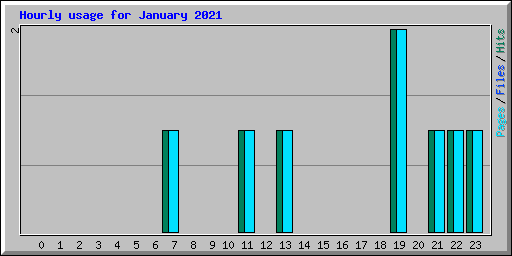 Hourly usage for January 2021
2
Pages/Files/Hits
0 1 2 3 4 5 6 7 8 9 10 11 12 13 14 15 16 17 18 19 20 21 22 23